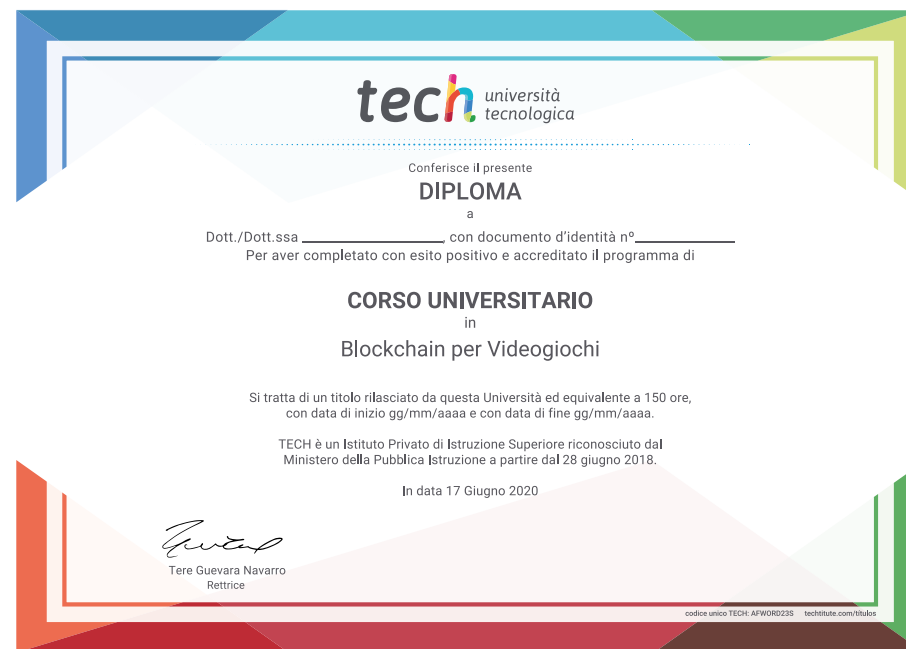 tech università
tecnologica
Conferisce il presente
DIPLOMA
a
Dott./Dott.ssa ____________________, con documento d'identità nº______________
Per aver completato con esito positivo e accreditato il programma di
CORSO UNIVERSITARIO
in
Blockchain per Videogiochi
Si tratta di un titolo rilasciato da questa Università ed equivalente a 150 ore,
con data di inizio gg/mm/aaaa e con data di fine gg/mm/aaaa.
TECH è un Istituto Privato di Istruzione Superiore riconosciuto dal
Ministero della Pubblica Istruzione a partire dal 28 giugno 2018.
In data 17 Giugno 2020
Tere Guevara Navarro
Rettrice
codice unico TECH: AFWORD23S techtitute.com/títulos